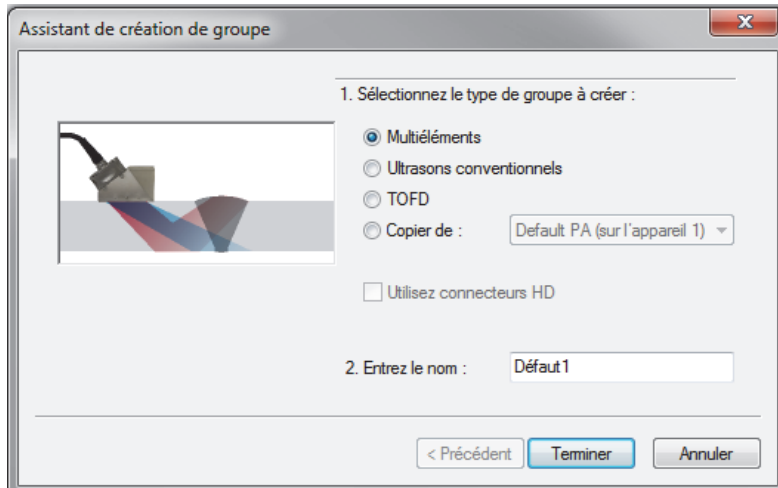 Assistant de création de groupe
1. Sélectionnez le type de groupe à créer :
Multiéléments
Ultrasons conventionnels
TOFD
Copier de : Default PA (sur l'appareil 1)
Utilisez connecteurs HD
2. Entrez le nom : Défaut1
< Précédent Terminer Annuler